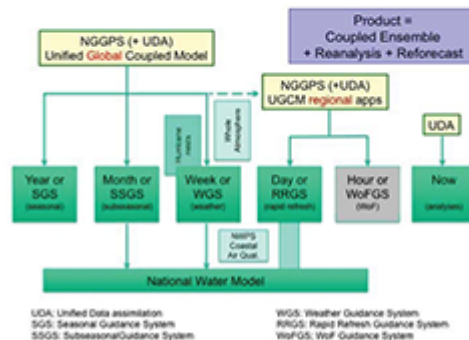 NGGPS (+ UDA)
Unified Global Coupled Model
Product =
Coupled Ensemble
+ Reanalysis + Reforecast
NGGPS (+UDA)
UGCM regional apps
Hurricane
Whole
Atmosphere
UDA
Year or
SGS
(seasonal)
Month or
SSGS
(subseasonal)
Week or
WGS
(weather)
Day or
RRGS
(rapid refresh)
Hour or
WoFGS
(WoF)
Now
(analyses)
NWPS
Coastal
Air Qual.
National Water Model
UDA: Unified Data assimilation
SGS: Seasonal Guidance System
SSGS: SubseasonalGuidance System
WGS: Weather Guidance System
RRGS: Rapid Refresh Guidance System
WoFGS: WoF Guidance System